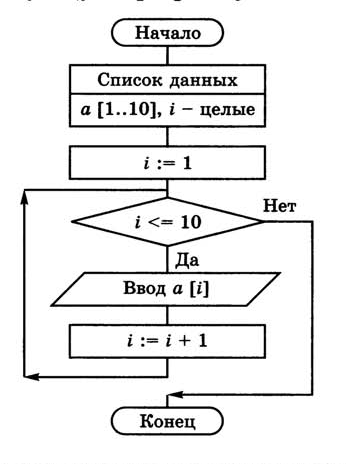 Начало
Список данных
a [1..10], i – целые
i := 1
i <= 10
Нет
Да
Ввод a [i]
i := i + 1
Конец